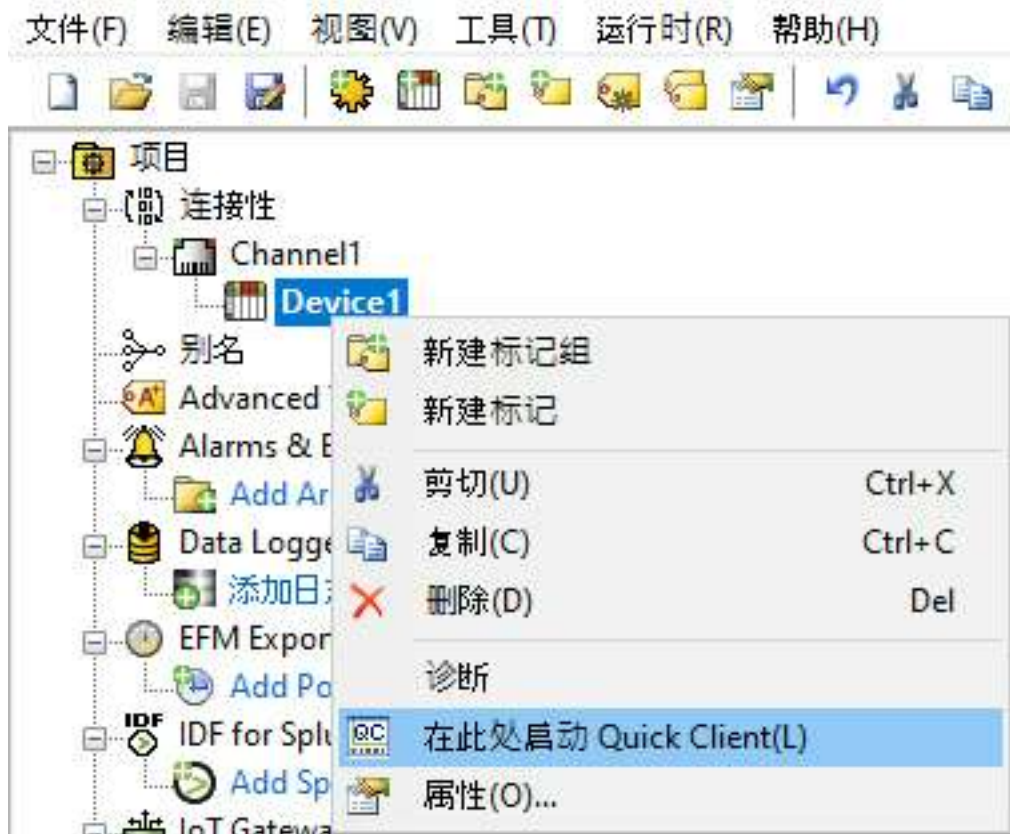 文件(F) 编辑(E) 视图(V) 工具(T) 运行时(R) 帮助(H)
项目
连接性
Channel1
Device1
新建标记组
别名
Advanced
新建标记
Alarms & E
剪切(U) Ctrl+X
Add Ar
Data Logge
复制(C) Ctrl+C
添加日
删除(D) Del
EFM Expor
诊断
Add Po
IDF
IDF for Splu
QC
在此处启动 Quick Client(L)
Add Sp
属性(O)...
IoT Gatewa